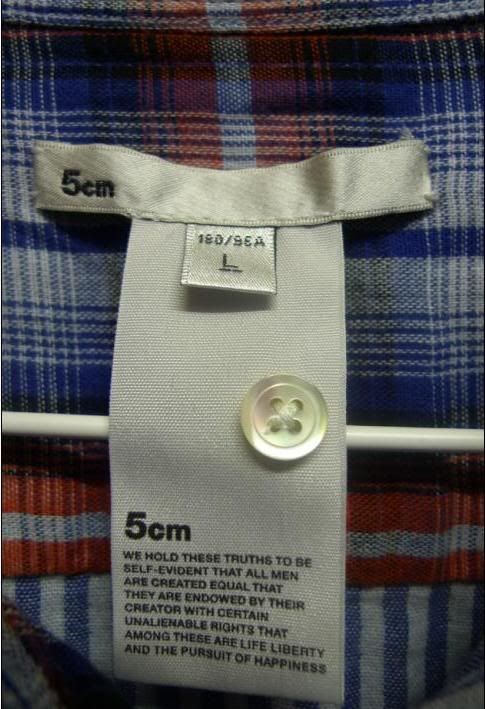 5cm
180/96A
L
5cm
WE HOLD THESE TRUTHS TO BE
SELF-EVIDENT THAT ALL MEN
ARE CREATED EQUAL THAT
THEY ARE ENDOWED BY THEIR
CREATOR WITH CERTAIN
UNALIENABLE RIGHTS THAT
AMONG THESE ARE LIFE LIBERTY
AND THE PURSUIT OF HAPPINESS